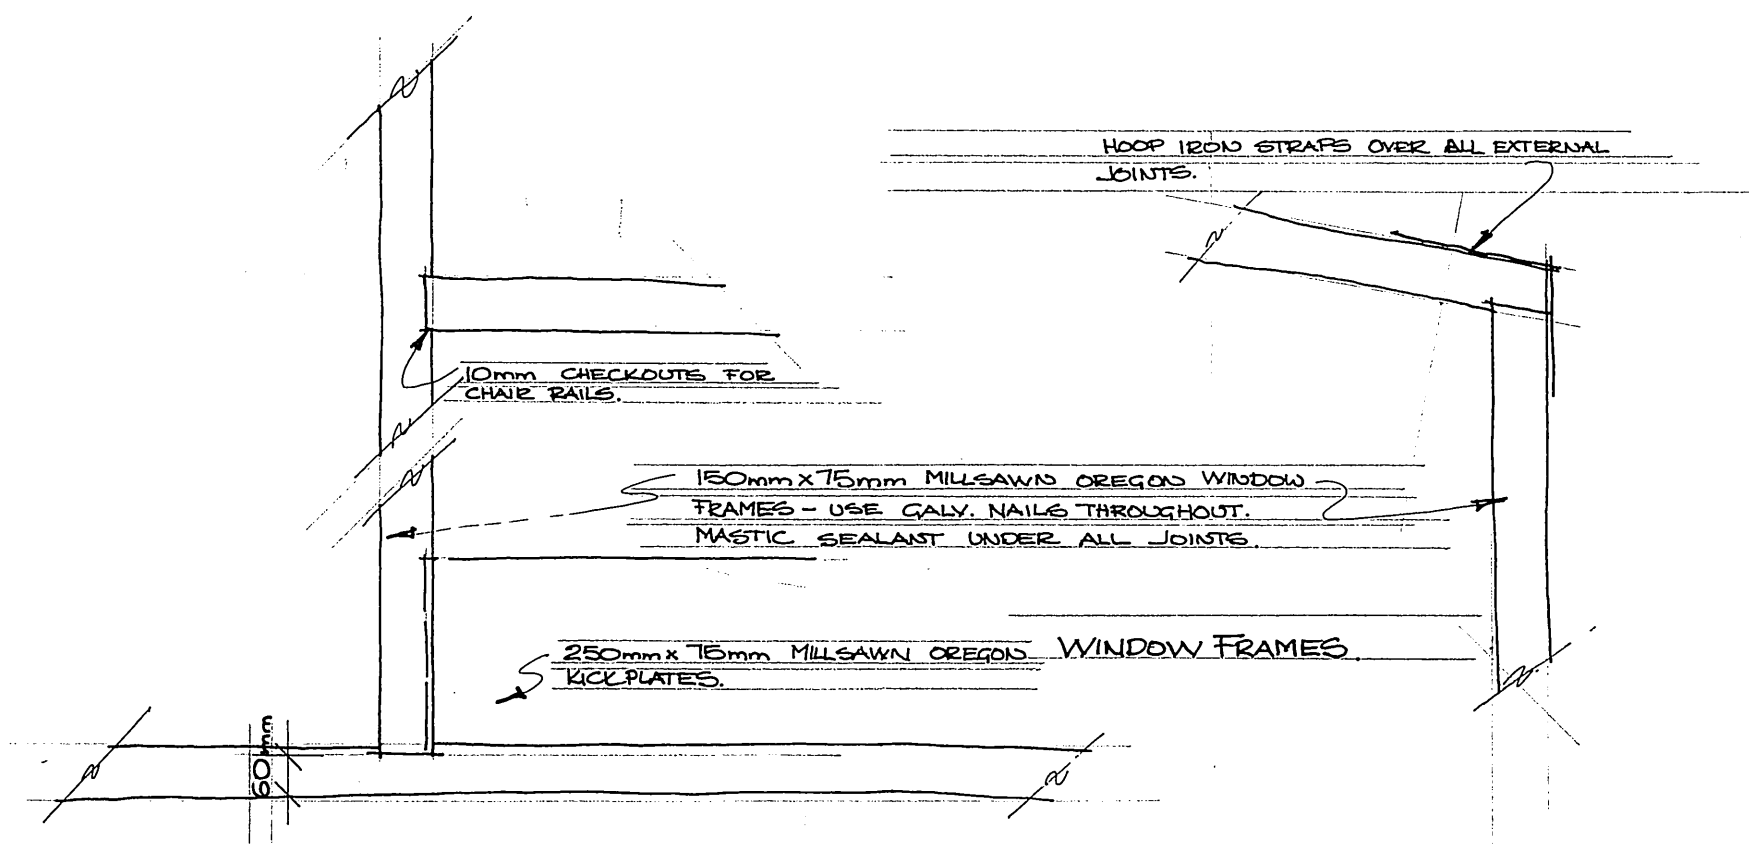 HOOP IRON STRAPS OVER ALL EXTERNAL
JOINTS.
10mm CHECKOUTS FOR
CHAIR RAILS.
150mm x 75mm MILLSAWN OREGON WINDOW
FRAMES - USE GALV. NAILS THROUGHOUT.
MASTIC SEALANT UNDER ALL JOINTS.
250mm x 75mm MILLSAWN OREGON
KICKPLATES.
WINDOW FRAMES.
60mm